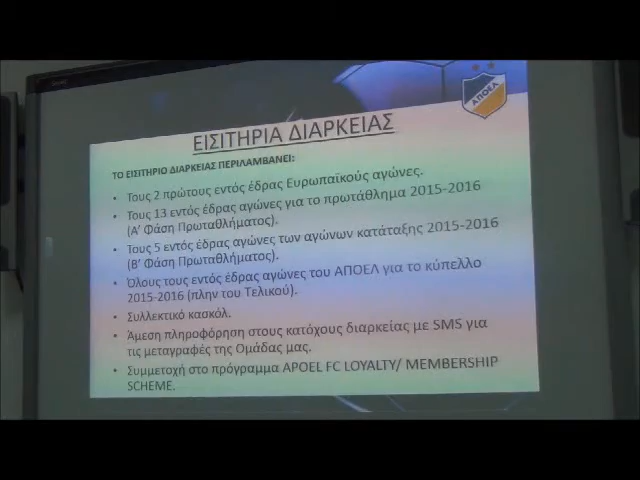 ΑΠΟΕΛ
ΕΙΣΙΤΗΡΙΑ ΔΙΑΡΚΕΙΑΣ
ΤΟ ΕΙΣΙΤΗΡΙΟ ΔΙΑΡΚΕΙΑΣ ΠΕΡΙΛΑΜΒΑΝΕΙ:
• Τους 2 πρώτους εντός έδρας Ευρωπαϊκούς αγώνες.
• Τους 13 εντός έδρας αγώνες για το πρωτάθλημα 2015-2016
(Α’ Φάση Πρωταθλήματος).
• Τους 5 εντός έδρας αγώνες των αγώνων κατάταξης 2015-2016
(Β’ Φάση Πρωταθλήματος).
• Όλους τους εντός έδρας αγώνες του ΑΠΟΕΛ για το κύπελλο
2015-2016 (πλην του Τελικού).
• Συλλεκτικό κασκόλ.
• Άμεση πληροφόρηση στους κατόχους διαρκείας με SMS για
τις μεταγραφές της Ομάδας μας.
• Συμμετοχή στο πρόγραμμα APOEL FC LOYALTY/ MEMBERSHIP
SCHEME.